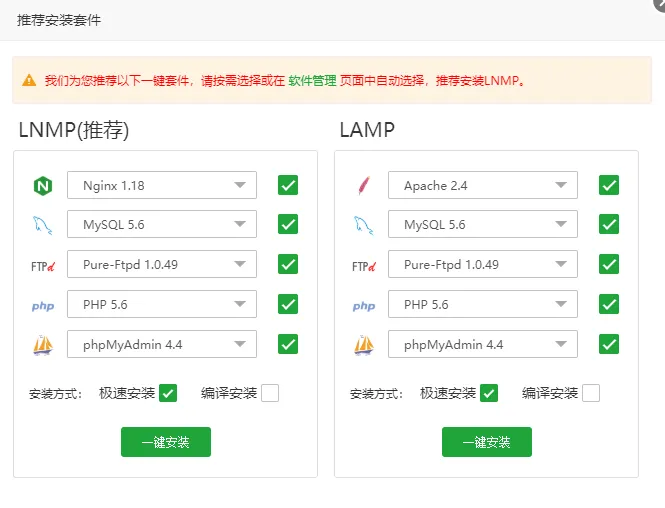 推荐安装套件
我们为您推荐以下一键套件，请按需选择或在 软件管理 页面中自动选择，推荐安装LNMP。
LNMP(推荐)
Nginx 1.18
MySQL 5.6
FTPd Pure-Ftpd 1.0.49
php PHP 5.6
phpMyAdmin 4.4
安装方式： 极速安装 编译安装
一键安装
LAMP
Apache 2.4
MySQL 5.6
FTPd Pure-Ftpd 1.0.49
php PHP 5.6
phpMyAdmin 4.4
安装方式： 极速安装 编译安装
一键安装